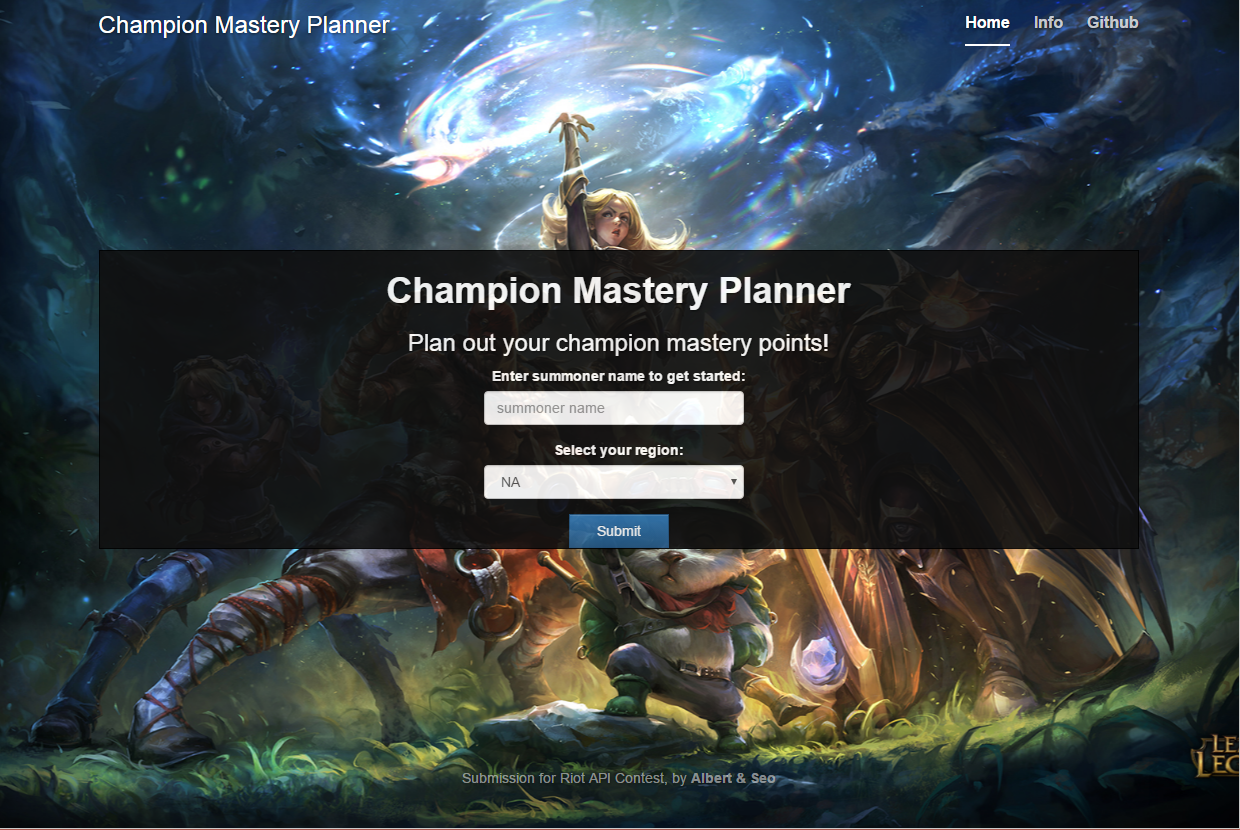 Champion Mastery Planner
Home Info Github
Champion Mastery Planner
Plan out your champion mastery points!
Enter summoner name to get started:
summoner name
Select your region:
NA
Submit
LE
LEC
Submission for Riot API Contest, by Albert & Seo